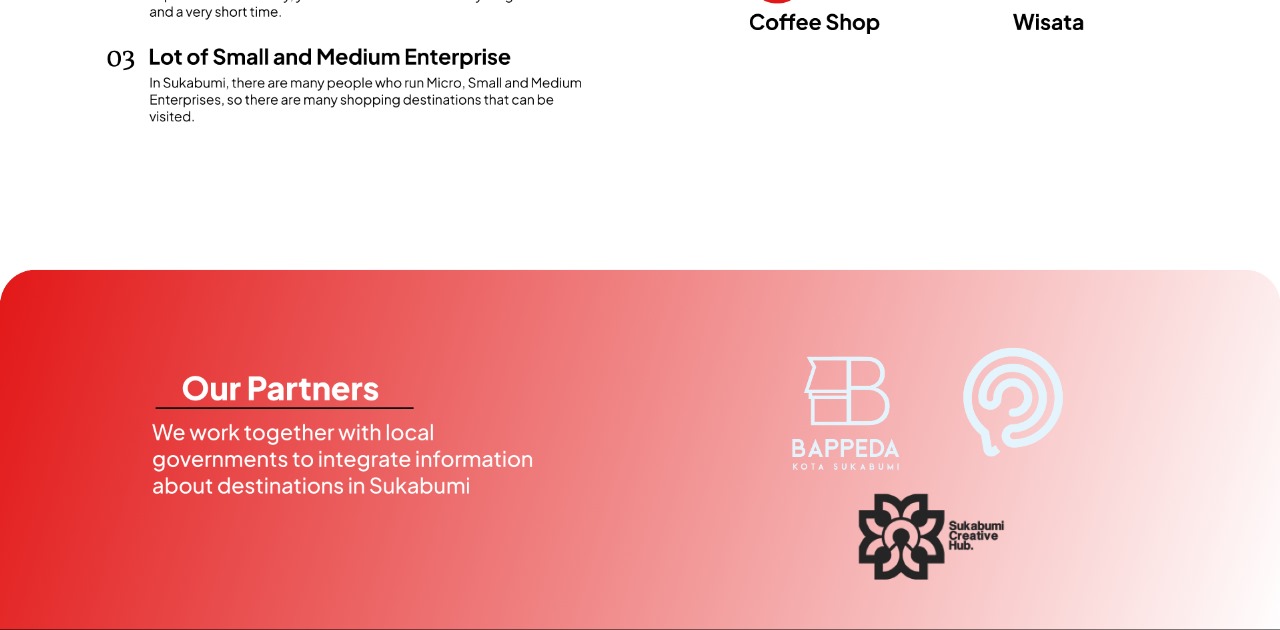 and a very short time.
Coffee Shop
Wisata
03 Lot of Small and Medium Enterprise
In Sukabumi, there are many people who run Micro, Small and Medium
Enterprises, so there are many shopping destinations that can be
visited.
Our Partners
We work together with local
governments to integrate information
about destinations in Sukabumi
BAPPEDA
KOTA SUKABUMI
Sukabumi
Creative
Hub.